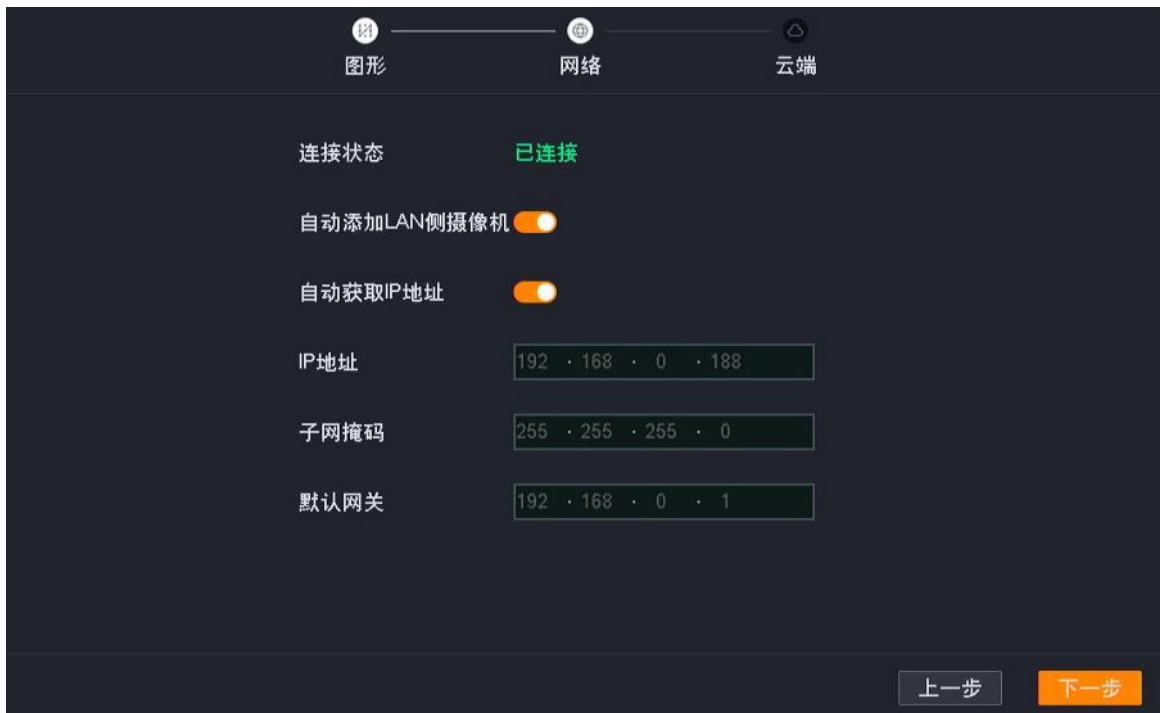 图形 网络 云端
连接状态 已连接
自动添加LAN侧摄像机
自动获取IP地址
IP地址 192 · 168 · 0 · 188
子网掩码 255 · 255 · 255 · 0
默认网关 192 · 168 · 0 · 1
上一步 下一步